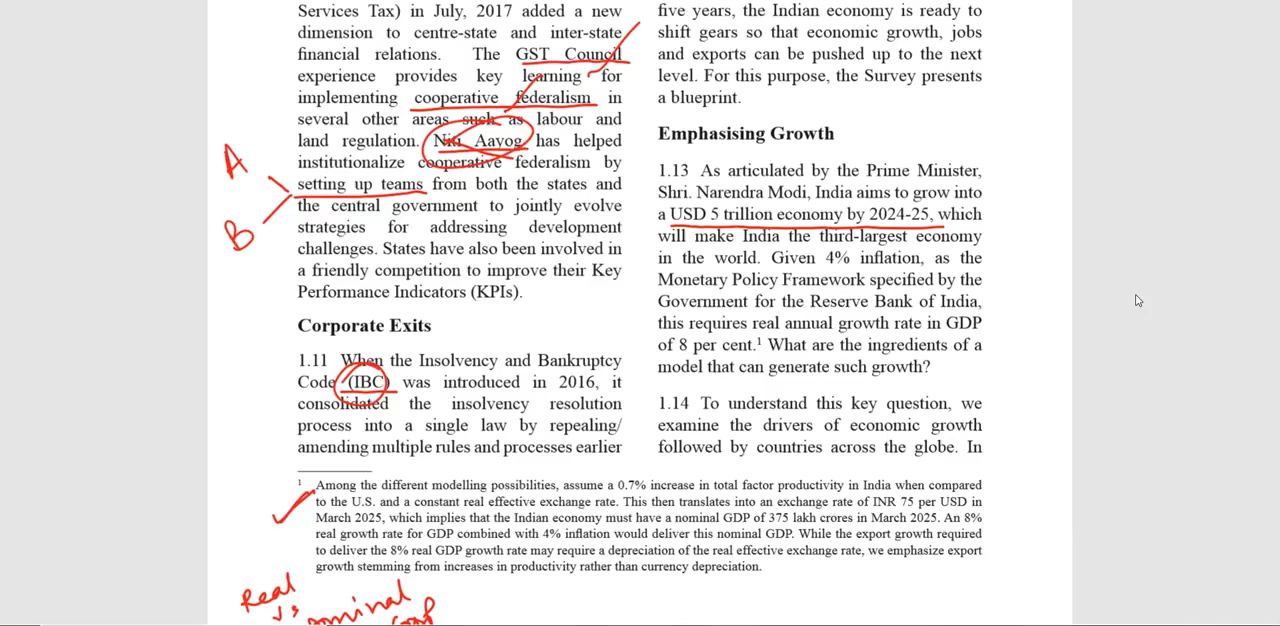 Services Tax) in July, 2017 added a new
dimension to centre-state and inter-state
financial relations. The GST Council
experience provides key learning for
implementing cooperative federalism in
several other areas such as labour and
land regulation. Niti Aayog has helped
institutionalize cooperative federalism by
setting up teams from both the states and
the central government to jointly evolve
strategies for addressing development
challenges. States have also been involved in
a friendly competition to improve their Key
Performance Indicators (KPIs).
A
B
Corporate Exits
1.11 When the Insolvency and Bankruptcy
Code (IBC) was introduced in 2016, it
consolidated the insolvency resolution
process into a single law by repealing/
amending multiple rules and processes earlier
five years, the Indian economy is ready to
shift gears so that economic growth, jobs
and exports can be pushed up to the next
level. For this purpose, the Survey presents
a blueprint.
Emphasising Growth
1.13 As articulated by the Prime Minister,
Shri. Narendra Modi, India aims to grow into
a USD 5 trillion economy by 2024-25, which
will make India the third-largest economy
in the world. Given 4% inflation, as the
Monetary Policy Framework specified by the
Government for the Reserve Bank of India,
this requires real annual growth rate in GDP
of 8 per cent.¹ What are the ingredients of a
model that can generate such growth?
1.14 To understand this key question, we
examine the drivers of economic growth
followed by countries across the globe. In
¹ Among the different modelling possibilities, assume a 0.7% increase in total factor productivity in India when compared
to the U.S. and a constant real effective exchange rate. This then translates into an exchange rate of INR 75 per USD in
March 2025, which implies that the Indian economy must have a nominal GDP of 375 lakh crores in March 2025. An 8%
real growth rate for GDP combined with 4% inflation would deliver this nominal GDP. While the export growth required
to deliver the 8% real GDP growth rate may require a depreciation of the real effective exchange rate, we emphasize export
growth stemming from increases in productivity rather than currency depreciation.
Real
vs
nominal